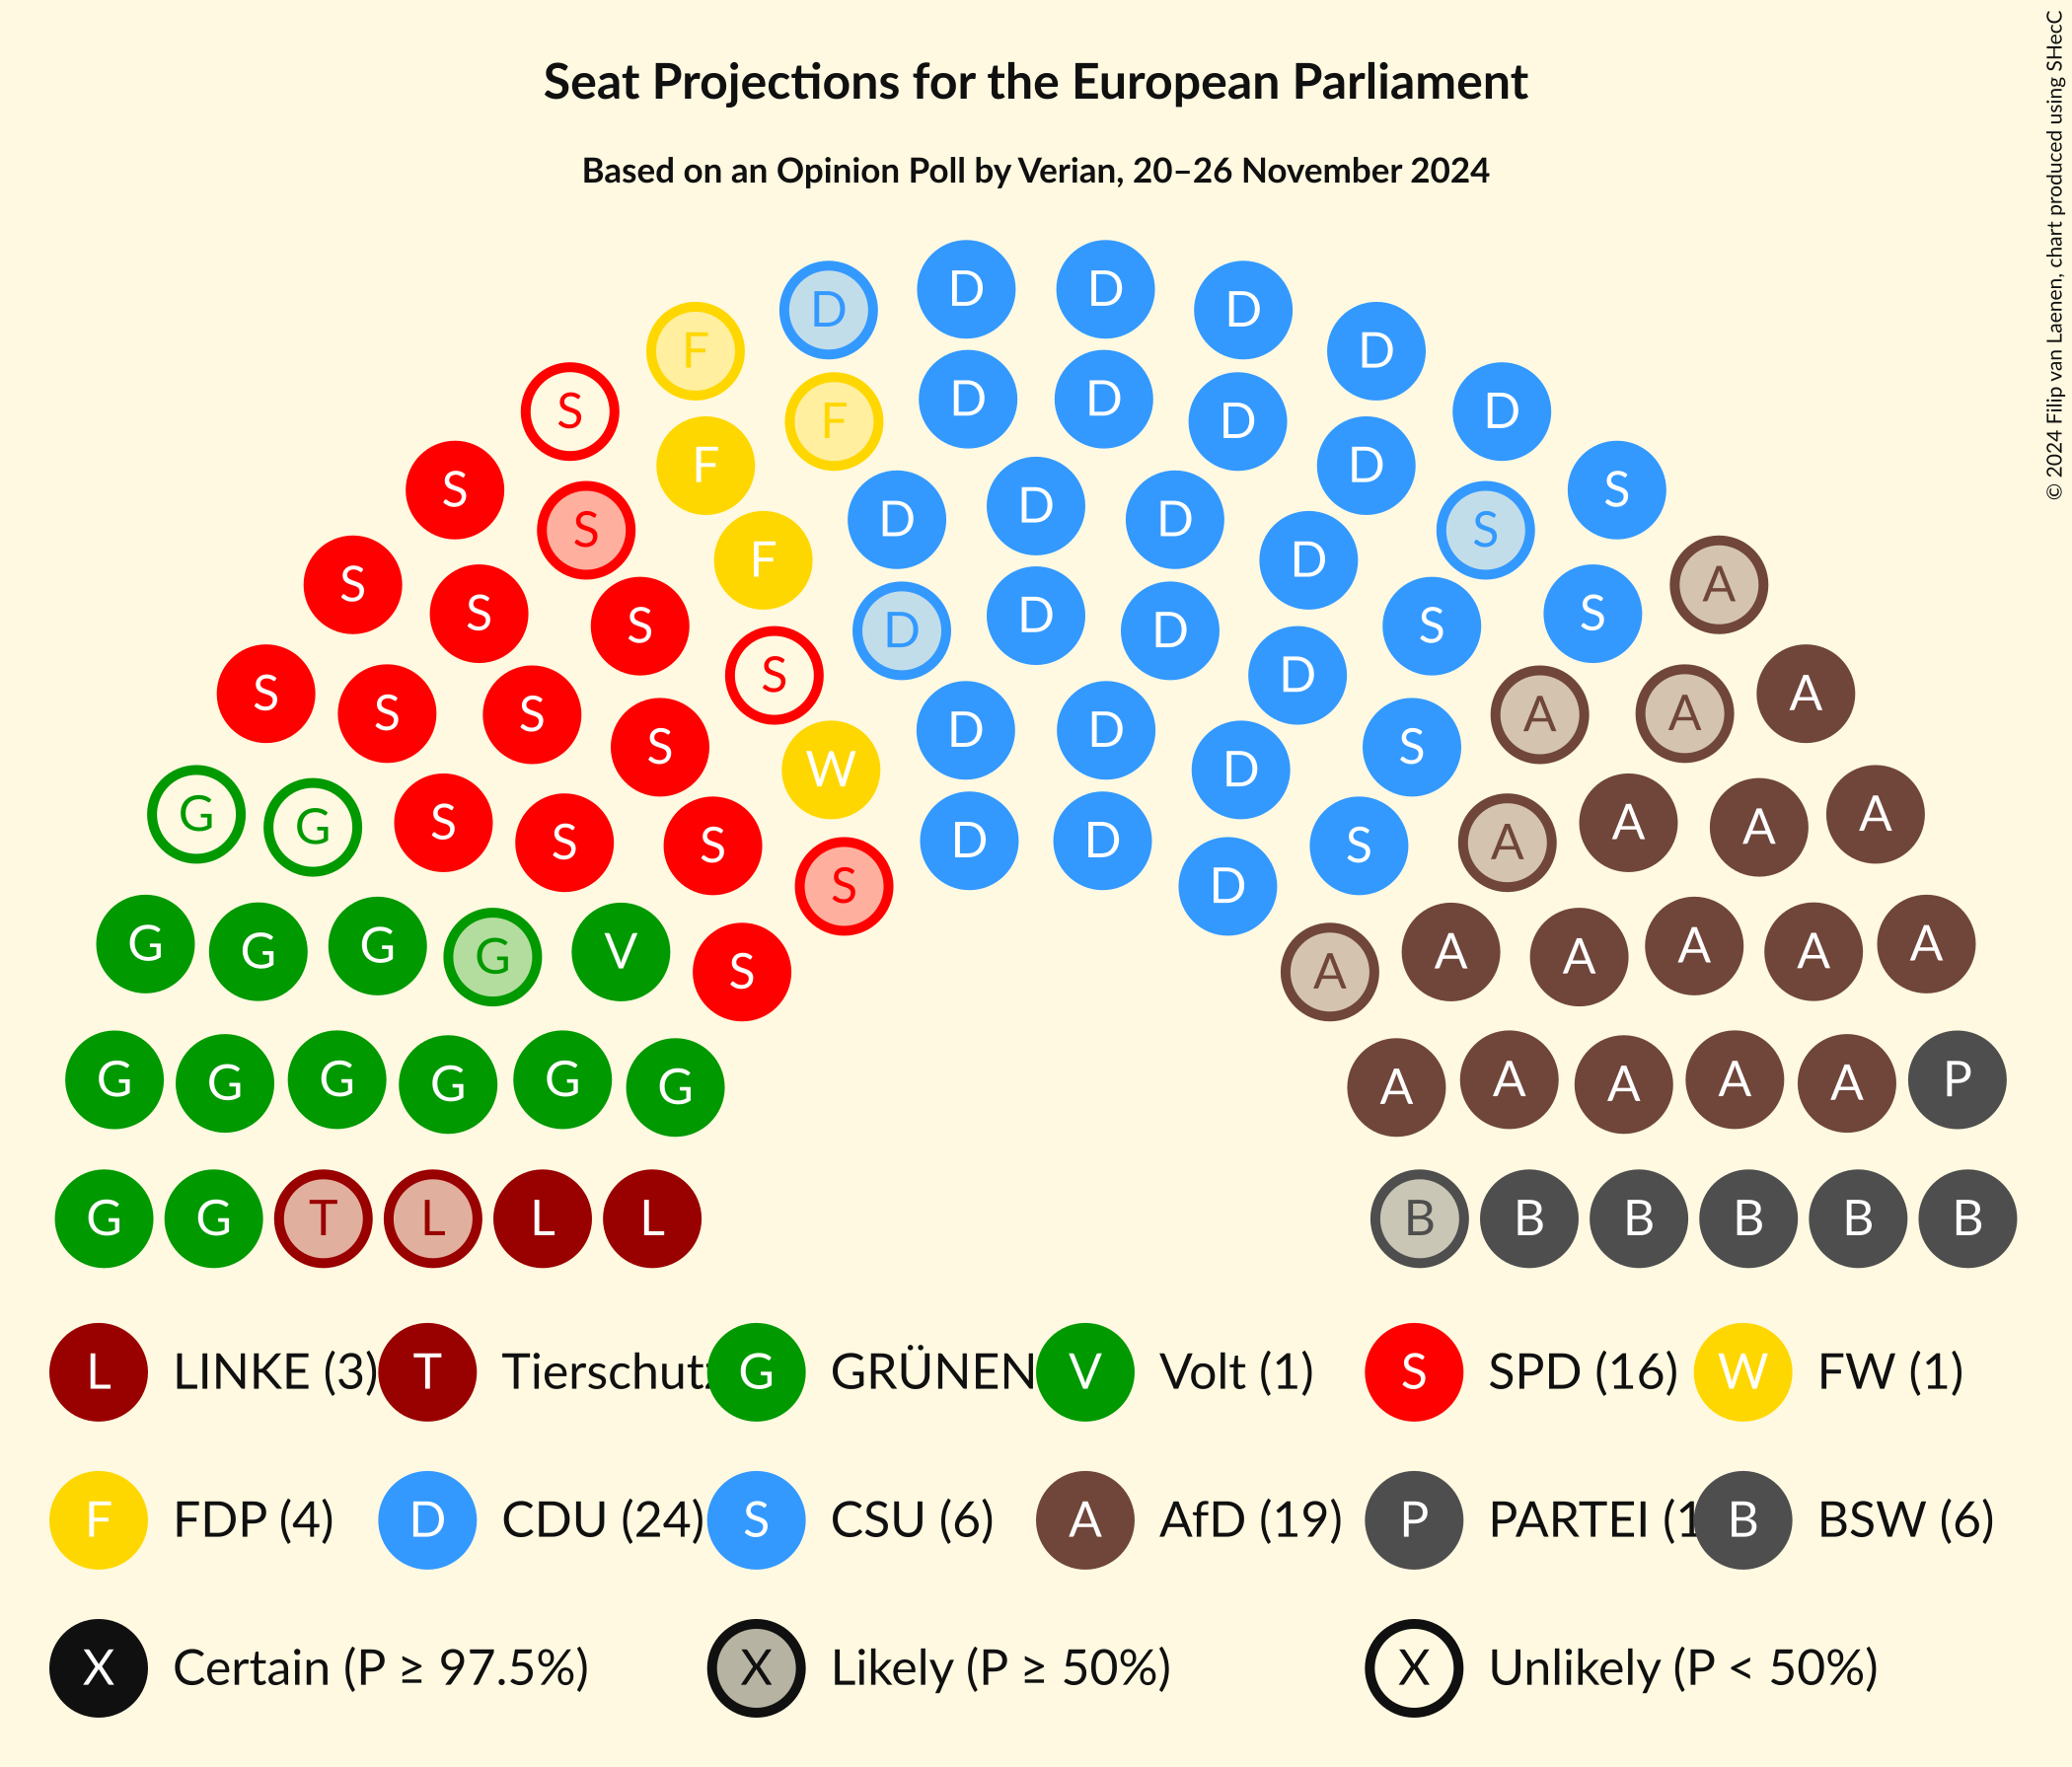 Seat Projections for the European Parliament
Based on an Opinion Poll by Verian, 20–26 November 2024
© 2024 Filip van Laenen, chart produced using SHecC
D D D D
F D D
S F D D D D D
S F D D D S
S S F D D D D S S
S S S S D D D D S S A
S S S S S W D D D D S A A A
G G S S S S D D D S A A A A
G G G G V S A A A A A A
G G G G G G A A A A A P
G G T L L L B B B B B B
L LINKE (3) T Tierschutz G GRÜNEN V Volt (1) S SPD (16) W FW (1)
F FDP (4) D CDU (24) S CSU (6) A AfD (19) P PARTEI (1 B BSW (6)
X Certain (P ≥ 97.5%) X Likely (P ≥ 50%) X Unlikely (P < 50%)